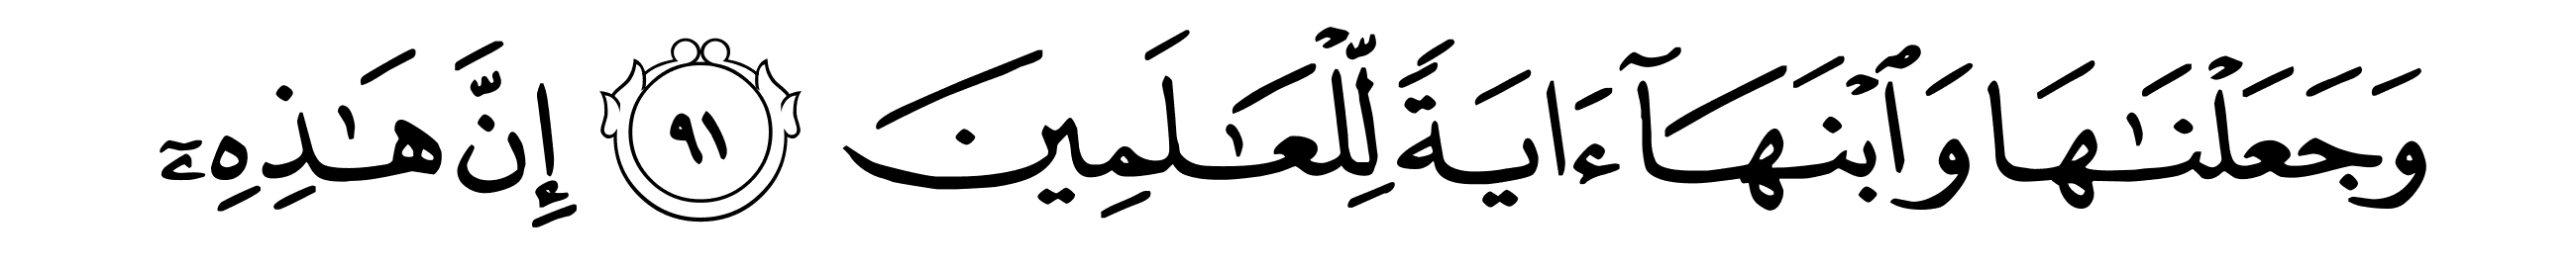 وَجَعَلْنَٰهَا وَٱبْنَهَآ ءَايَةً لِّلْعَٰلَمِينَ ٩١ إِنَّ هَٰذِهِۦٓ